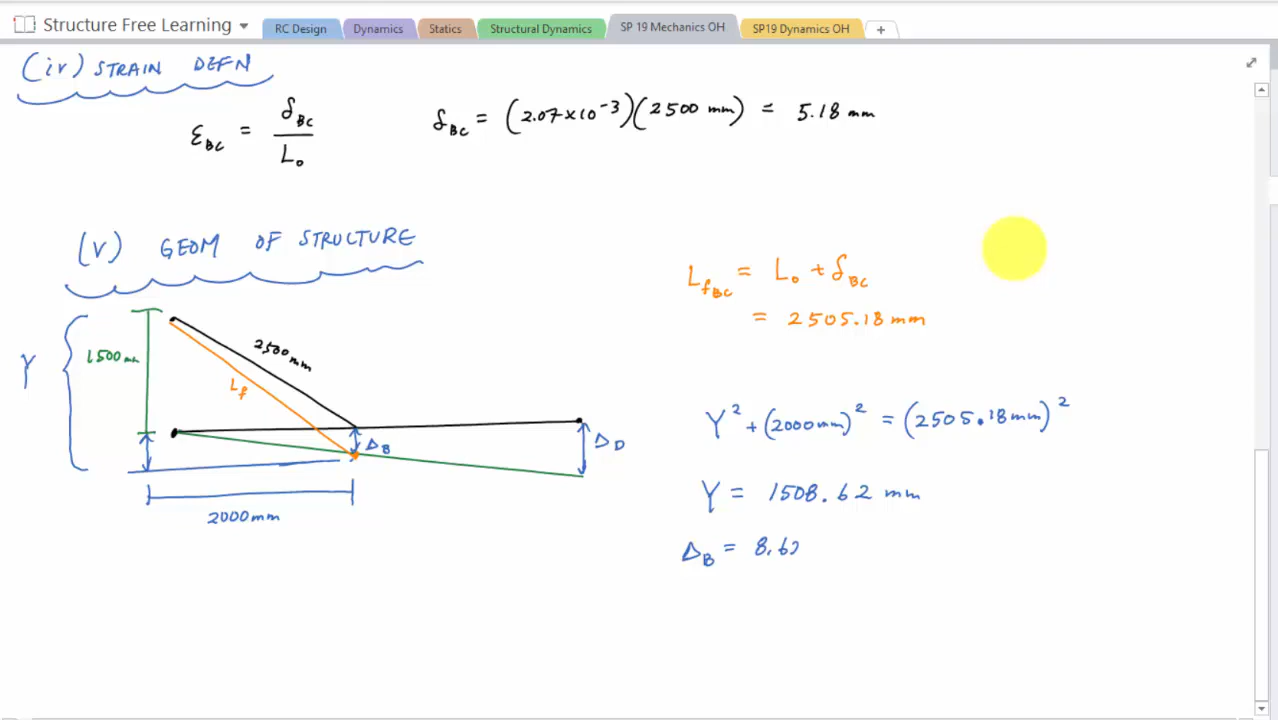 Structure Free Learning
RC Design Dynamics Statics Structural Dynamics SP 19 Mechanics OH SP19 Dynamics OH +
(iv) STRAIN DEFN
ε_BC = δ_BC / L₀
δ_BC = (2.07×10⁻³)(2500 mm) = 5.18 mm
(V) GEOM OF STRUCTURE
L_fBC = L₀ + δ_BC
= 2505.18 mm
Y
1500 mm
2500 mm
L_f
Δ_B
Δ_D
2000 mm
Y² + (2000mm)² = (2505.18mm)²
Y = 1508.62 mm
Δ_B = 8.62